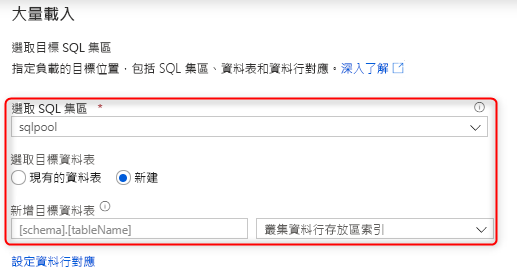 大量載入
選取目標 SQL 集區
指定負載的目標位置，包括 SQL 集區、資料表和資料行對應。深入了解
選取 SQL 集區 *
sqlpool
選取目標資料表
現有的資料表 新建
新增目標資料表
[schema].[tableName] 叢集資料行存放區索引
設定資料行對應